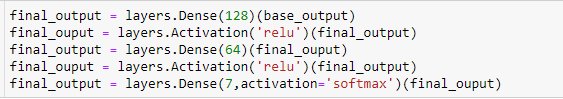 final_output = layers.Dense(128)(base_output)
final_ouput = layers.Activation('relu')(final_output)
final_output = layers.Dense(64)(final_ouput)
final_ouput = layers.Activation('relu')(final_output)
final_output = layers.Dense(7,activation='softmax')(final_ouput)